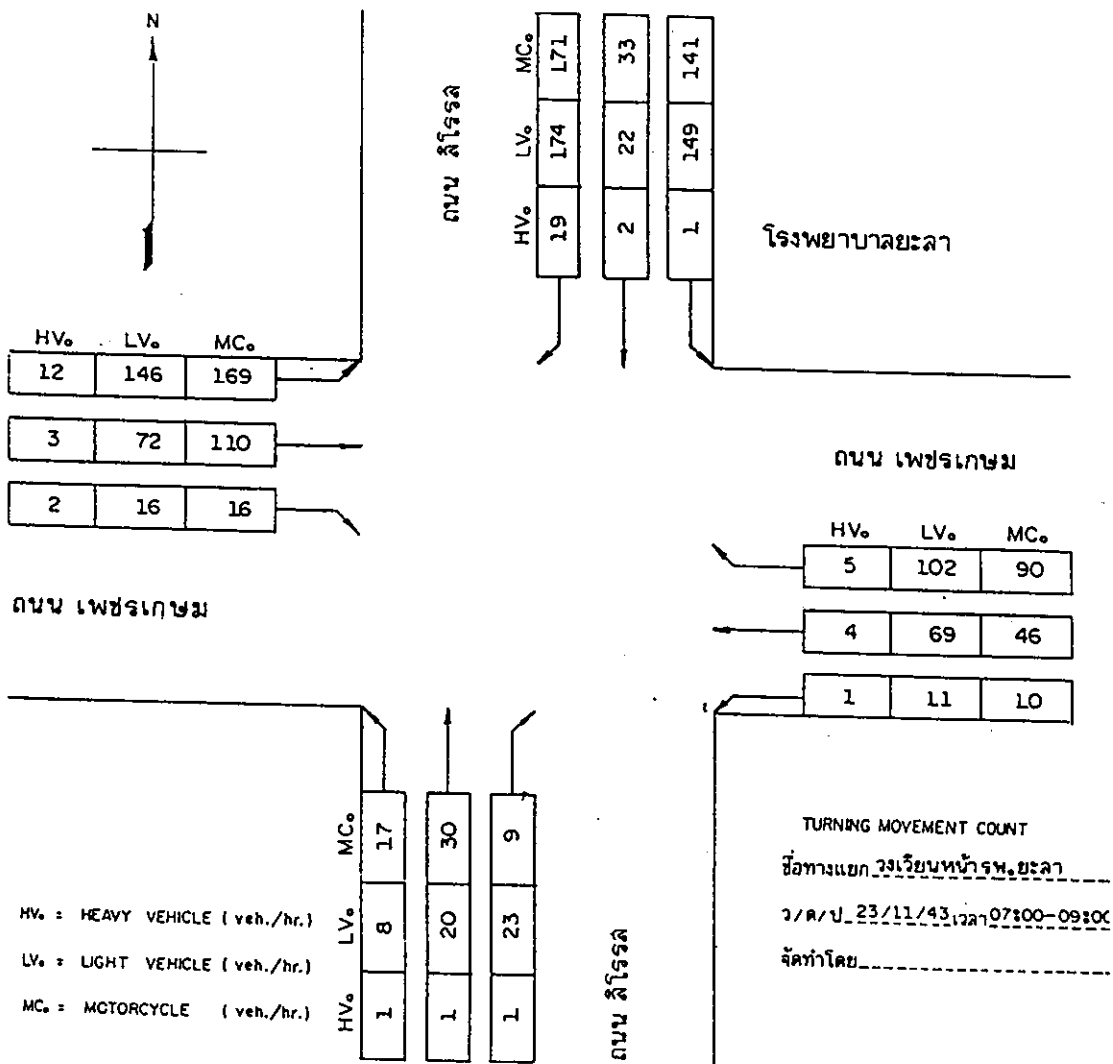 N
ถนน สิโรรส
MC. 171 33 141
LV. 174 22 149
HV. 19 2 1
โรงพยาบาลยะลา
HV. LV. MC.
12 146 169
3 72 110
2 16 16
ถนน เพชรเกษม
ถนน เพชรเกษม
HV. LV. MC.
5 102 90
4 69 46
1 11 10
MC. 17 30 9
LV. 8 20 23
HV. 1 1 1
ถนน สิโรรส
HV. = HEAVY VEHICLE (veh./hr.)
LV. = LIGHT VEHICLE (veh./hr.)
MC. = MOTORCYCLE (veh./hr.)
TURNING MOVEMENT COUNT
ชื่อทางแยก วงเวียนหน้ารพ.ยะลา
ว/ด/ป 23/11/43 เวลา 07:00-09:00
จัดทำโดย